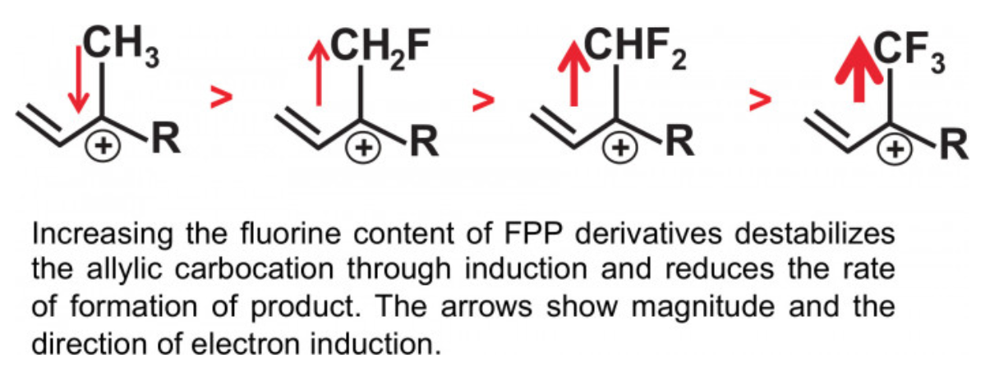 CH3 > CH2F > CHF2 > CF3
+ R + R + R + R
Increasing the fluorine content of FPP derivatives destabilizes
the allylic carbocation through induction and reduces the rate
of formation of product. The arrows show magnitude and the
direction of electron induction.